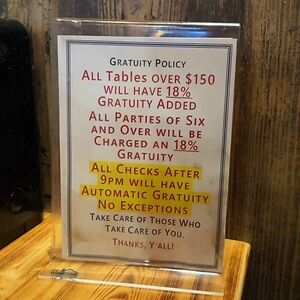 Gratuity Policy
All Tables over $150
will have 18%
Gratuity Added
All Parties of Six
and Over will be
Charged an 18%
Gratuity
All Checks After
9pm will have
Automatic Gratuity
No Exceptions
Take Care of Those Who
Take Care of You.
Thanks, Y'all!